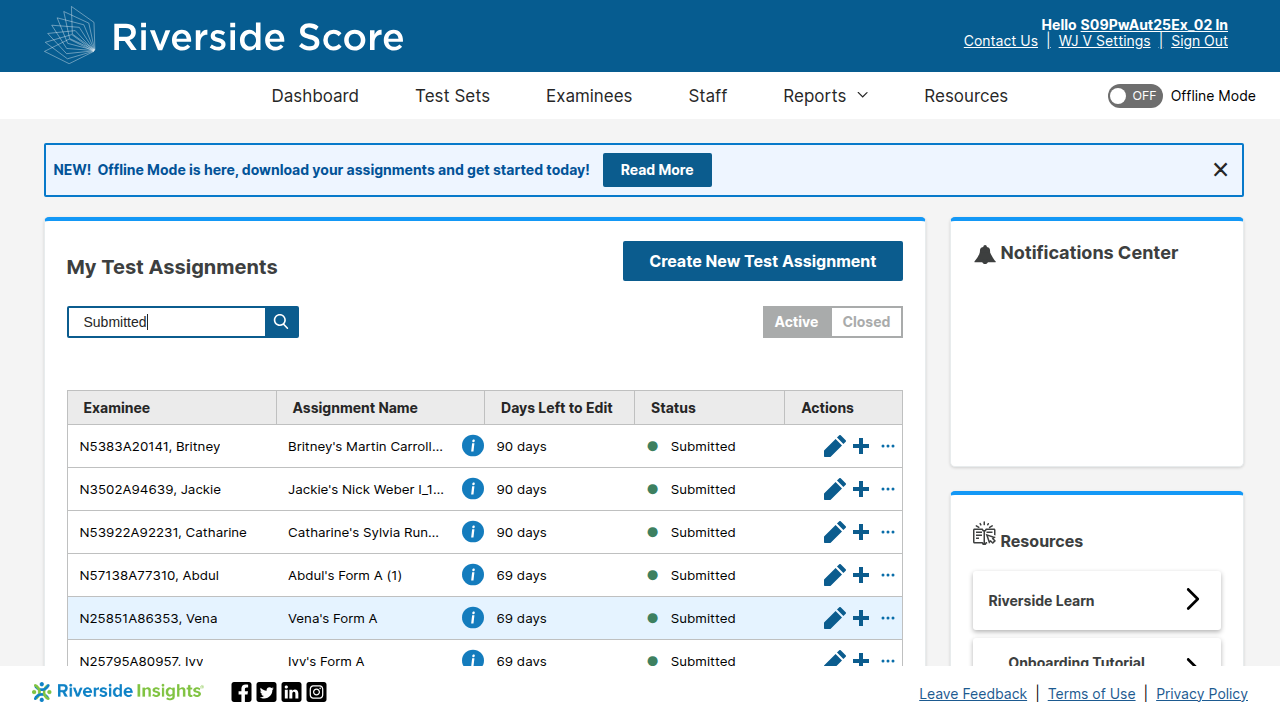 Riverside Score
Hello S09PwAut25Ex_02 In
Contact Us | WJ V Settings | Sign Out
Dashboard Test Sets Examinees Staff Reports Resources OFF Offline Mode
NEW! Offline Mode is here, download your assignments and get started today! Read More
My Test Assignments
Create New Test Assignment
Submitted
Active Closed
Examinee Assignment Name Days Left to Edit Status Actions
N5383A20141, Britney Britney's Martin Carroll... i 90 days Submitted ...
N3502A94639, Jackie Jackie's Nick Weber I_1... i 90 days Submitted ...
N53922A92231, Catharine Catharine's Sylvia Run... i 90 days Submitted ...
N57138A77310, Abdul Abdul's Form A (1) i 69 days Submitted ...
N25851A86353, Vena Vena's Form A i 69 days Submitted ...
N25795A80957, Ivy Ivy's Form A i 69 days Submitted ...
Notifications Center
Resources
Riverside Learn
Onboarding Tutorial
Riverside Insights
Leave Feedback | Terms of Use | Privacy Policy